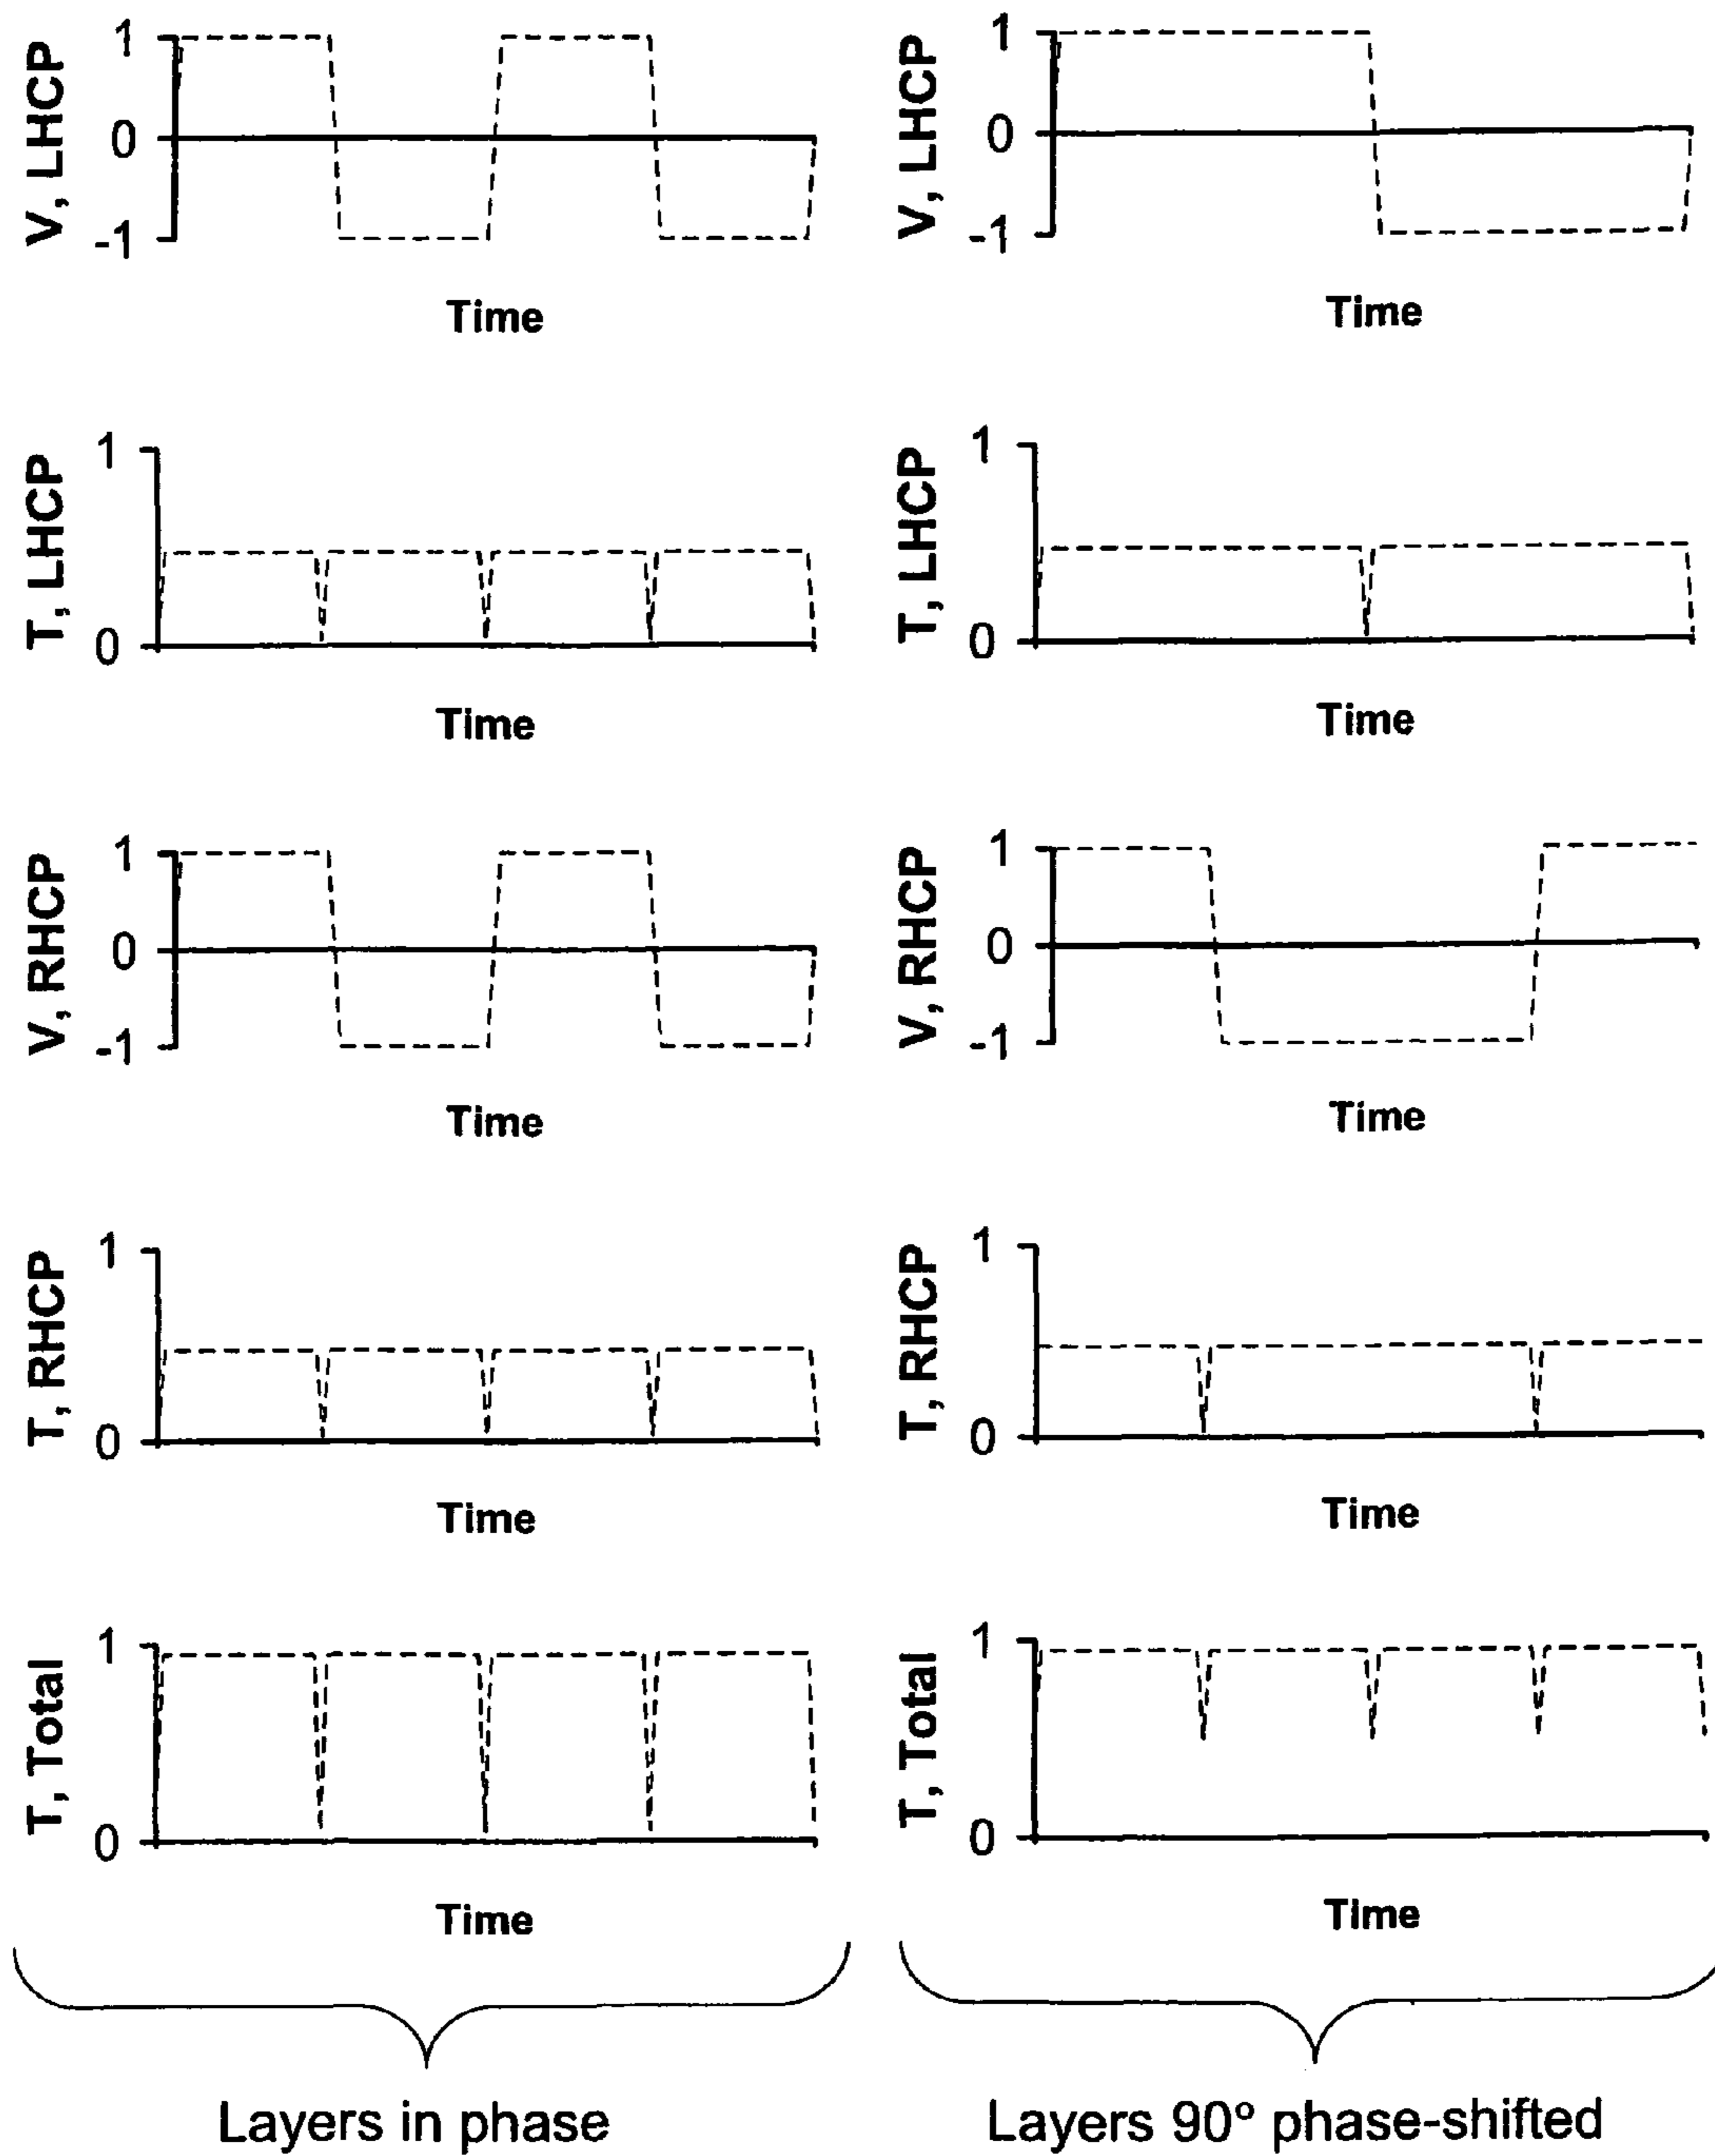 V, LHCP
1
0
-1
Time
V, LHCP
1
0
-1
Time
T, LHCP
1
0
Time
T, LHCP
1
0
Time
V, RHCP
1
0
-1
Time
V, RHCP
1
0
-1
Time
T, RHCP
1
0
Time
T, RHCP
1
0
Time
T, Total
1
0
Time
T, Total
1
0
Time
Layers in phase
Layers 90° phase-shifted